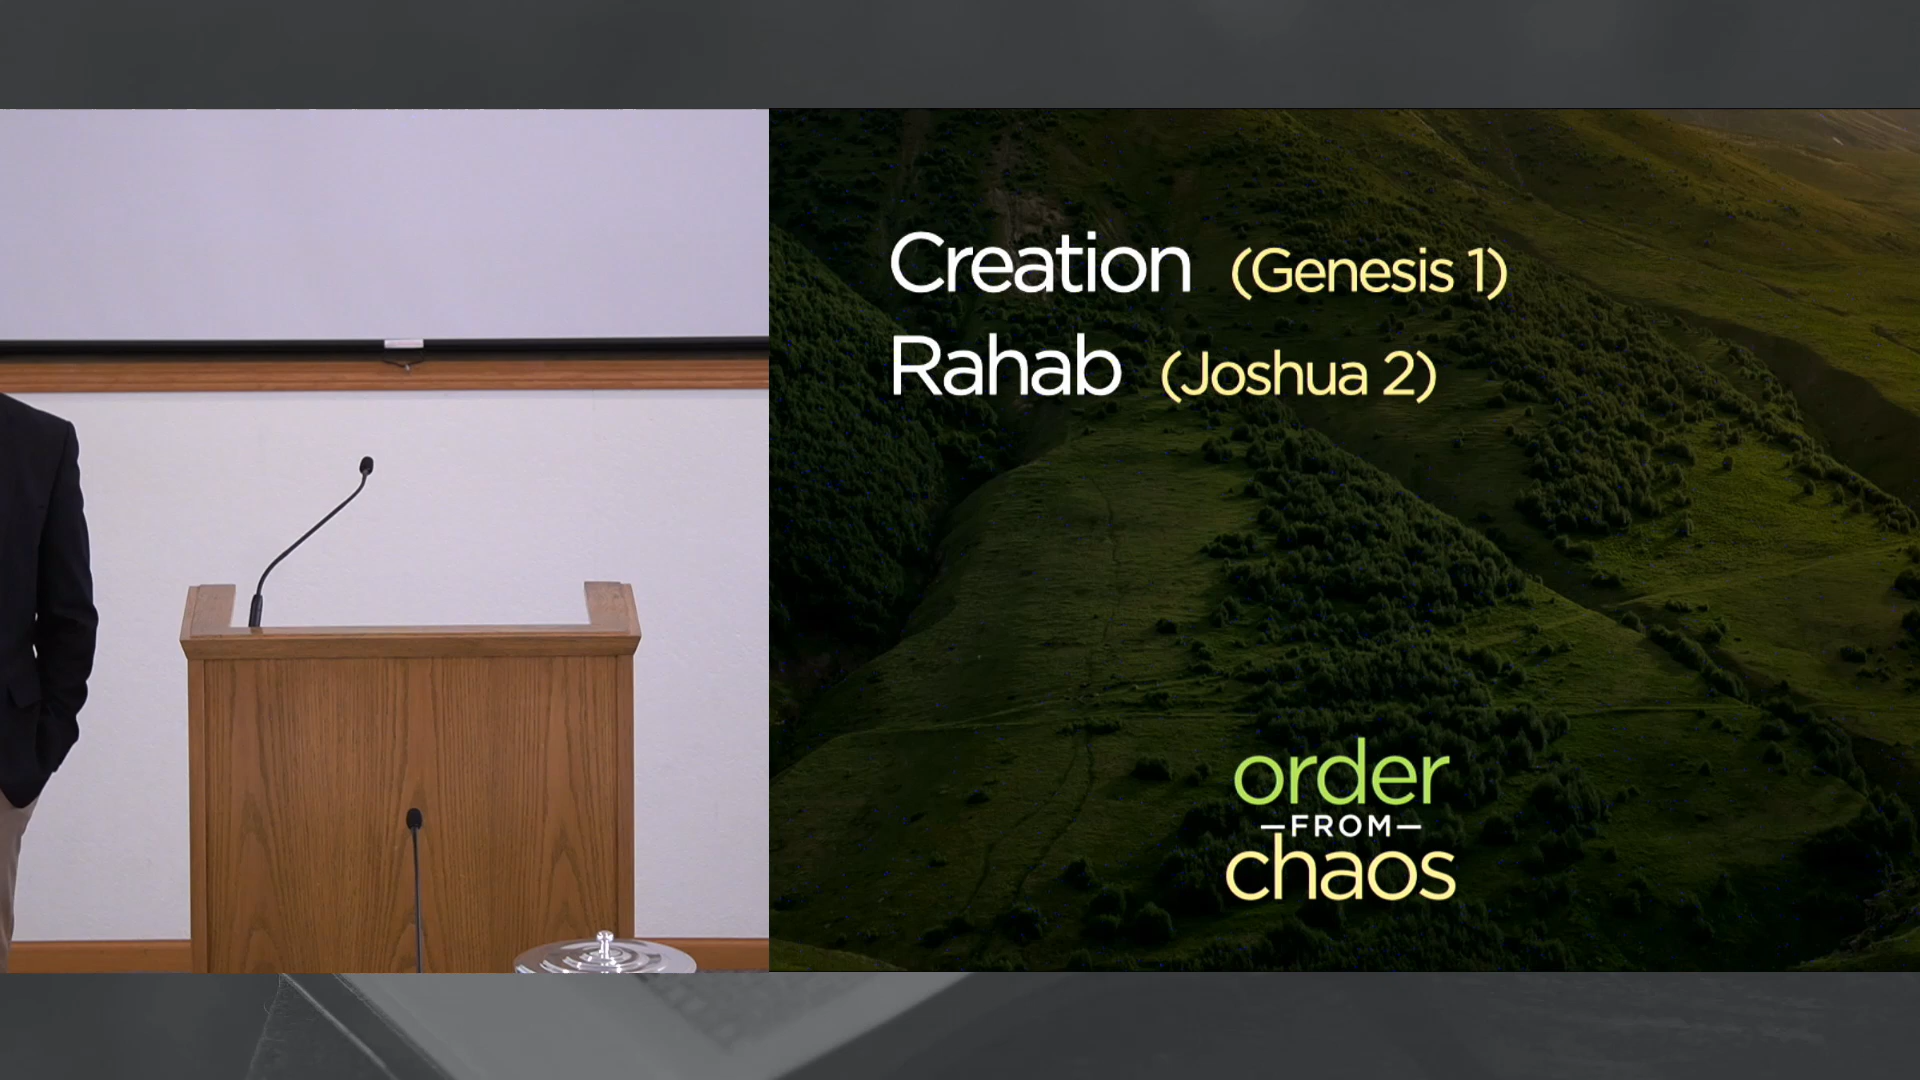 Creation (Genesis 1)
Rahab (Joshua 2)
order
FROM
chaos